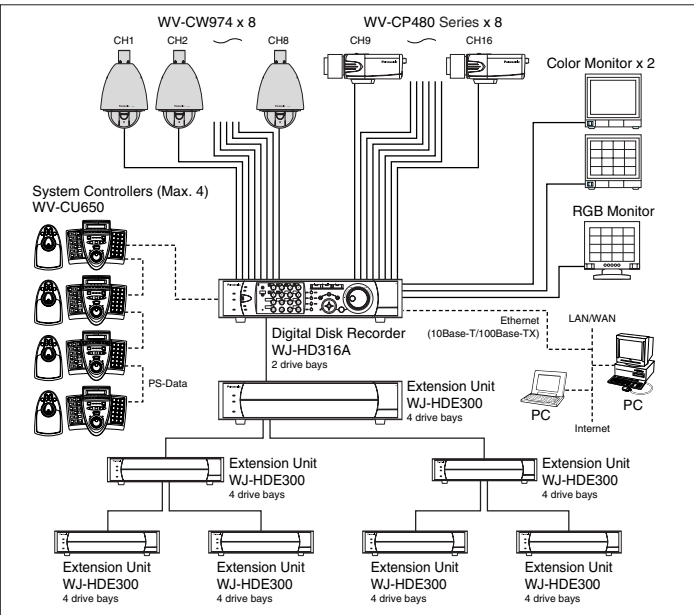 WV-CW974 x 8
WV-CP480 Series x 8
CH1
CH2
CH8
CH9
CH16
Color Monitor x 2
System Controllers (Max. 4)
WV-CU650
RGB Monitor
Panasonic
Digital Disk Recorder
WJ-HD316A
2 drive bays
Ethernet
(10Base-T/100Base-TX)
LAN/WAN
PS-Data
Extension Unit
WJ-HDE300
4 drive bays
PC
PC
Internet
Extension Unit
WJ-HDE300
4 drive bays
Extension Unit
WJ-HDE300
4 drive bays
Extension Unit
WJ-HDE300
4 drive bays
Extension Unit
WJ-HDE300
4 drive bays
Extension Unit
WJ-HDE300
4 drive bays
Extension Unit
WJ-HDE300
4 drive bays